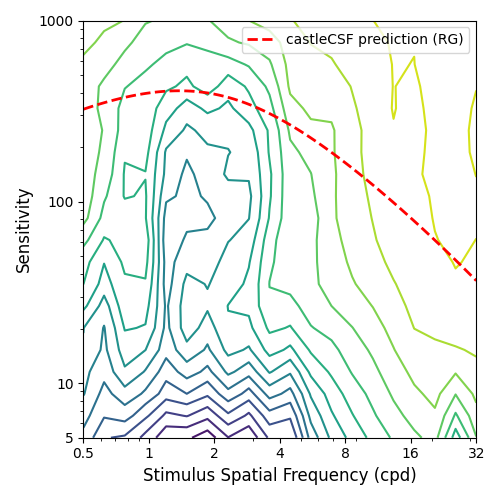 1000
castleCSF prediction (RG)
100
Sensitivity
10
5
0.5 1 2 4 8 16 32
Stimulus Spatial Frequency (cpd)